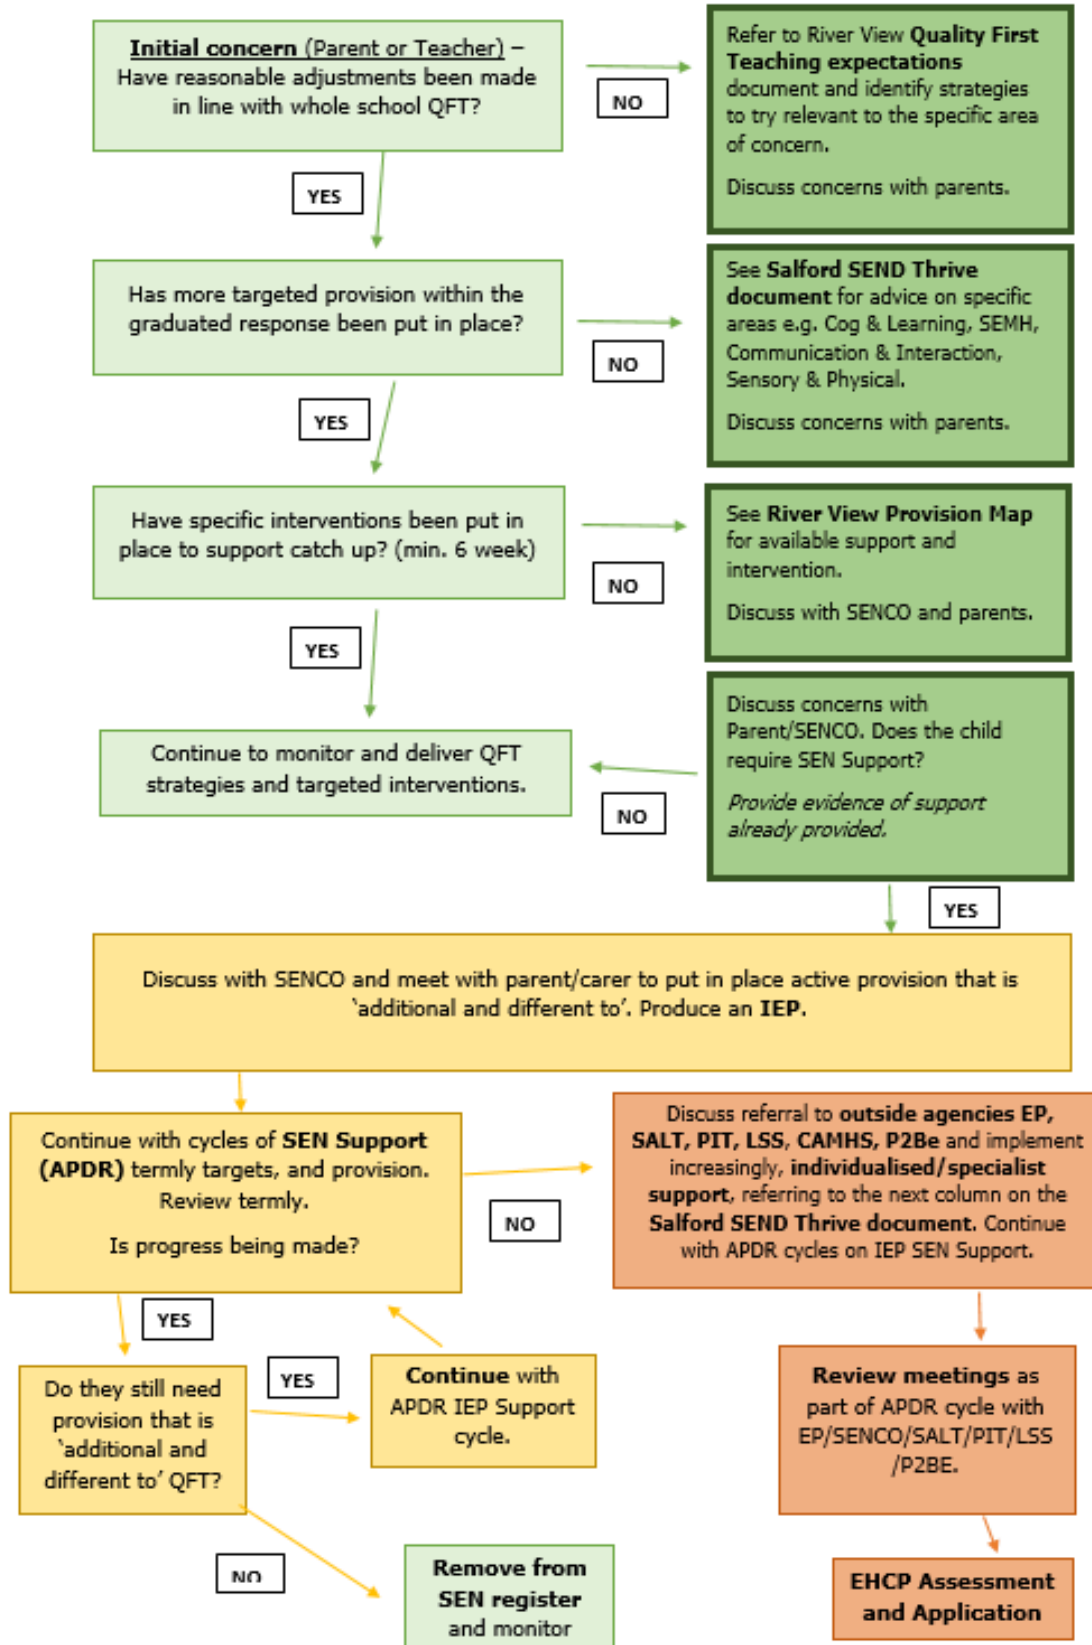 Initial concern (Parent or Teacher) –
Have reasonable adjustments been made
in line with whole school QFT?
NO
Refer to River View Quality First
Teaching expectations
document and identify strategies
to try relevant to the specific area
of concern.
Discuss concerns with parents.
YES
Has more targeted provision within the
graduated response been put in place?
NO
See Salford SEND Thrive
document for advice on specific
areas e.g. Cog & Learning, SEMH,
Communication & Interaction,
Sensory & Physical.
Discuss concerns with parents.
YES
Have specific interventions been put in
place to support catch up? (min. 6 week)
NO
See River View Provision Map
for available support and
intervention.
Discuss with SENCO and parents.
YES
Continue to monitor and deliver QFT
strategies and targeted interventions.
NO
Discuss concerns with
Parent/SENCO. Does the child
require SEN Support?
Provide evidence of support
already provided.
YES
Discuss with SENCO and meet with parent/carer to put in place active provision that is
‘additional and different to’. Produce an IEP.
Continue with cycles of SEN Support
(APDR) termly targets, and provision.
Review termly.
Is progress being made?
NO
Discuss referral to outside agencies EP,
SALT, PIT, LSS, CAMHS, P2Be and implement
increasingly, individualised/specialist
support, referring to the next column on the
Salford SEND Thrive document. Continue
with APDR cycles on IEP SEN Support.
YES
Do they still need
provision that is
‘additional and
different to’ QFT?
YES
Continue with
APDR IEP Support
cycle.
Review meetings as
part of APDR cycle with
EP/SENCO/SALT/PIT/LSS
/P2BE.
NO
Remove from
SEN register
and monitor
EHCP Assessment
and Application